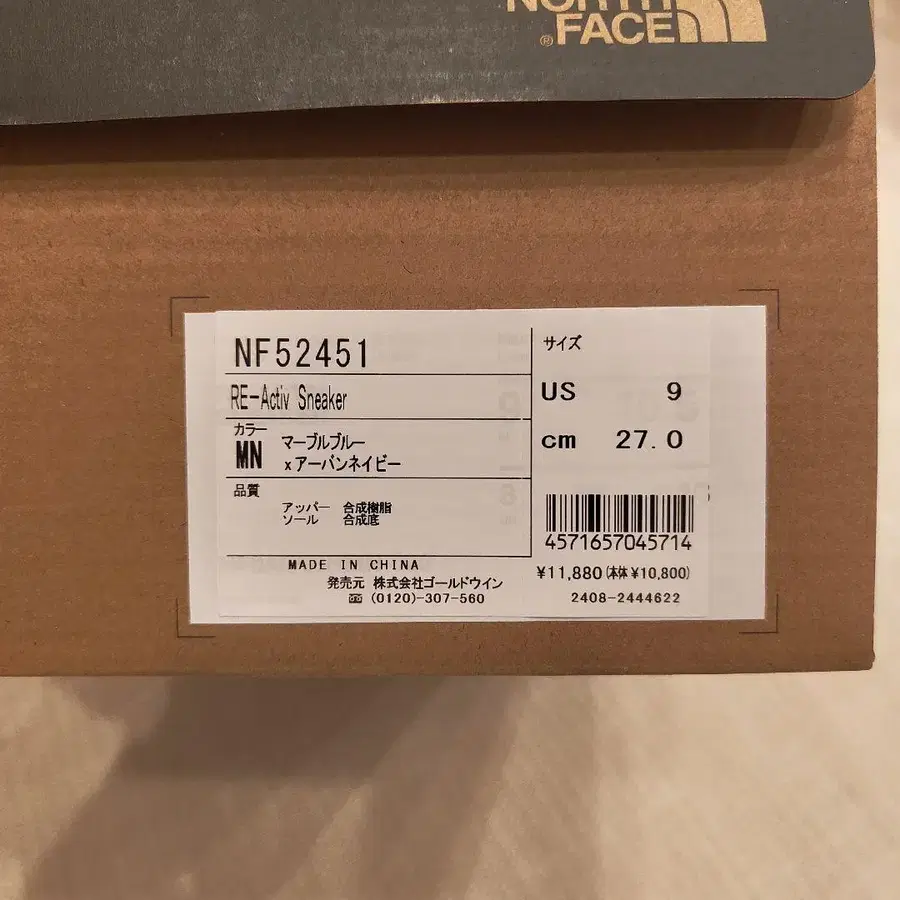 NORTH
® FACE
NF52451
RE-Activ Sneaker
カラー
MN マーブルブルー
xアーバンネイビー
品質
アッパー 合成樹脂
ソール 合成底
サイズ
US 9
cm 27.0
4571657045714
MADE IN CHINA
発売元 株式会社ゴールドウイン
(0120)-307-560
¥11,880(本体¥10,800)
2408-2444622